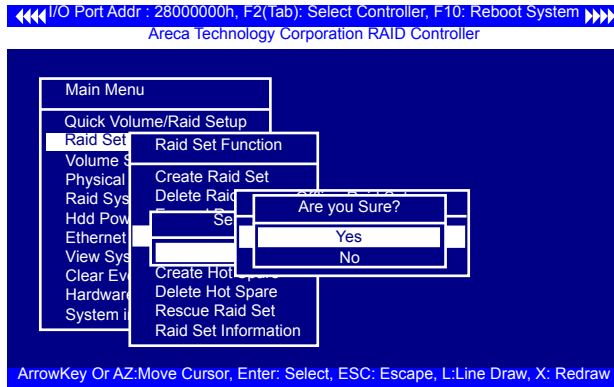 I/O Port Addr : 28000000h, F2(Tab): Select Controller, F10: Reboot System
Areca Technology Corporation RAID Controller
Main Menu
Quick Volume/Raid Setup
Raid Set
Volume
Physical
Raid Sys
Hdd Pow
Ethernet
View Sys
Clear Ev
Hardware
System i
Raid Set Function
Create Raid Set
Delete Raid
Create Hot Spare
Delete Hot Spare
Rescue Raid Set
Raid Set Information
Se
Are you Sure?
Yes
No
ArrowKey Or AZ:Move Cursor, Enter: Select, ESC: Escape, L:Line Draw, X: Redraw